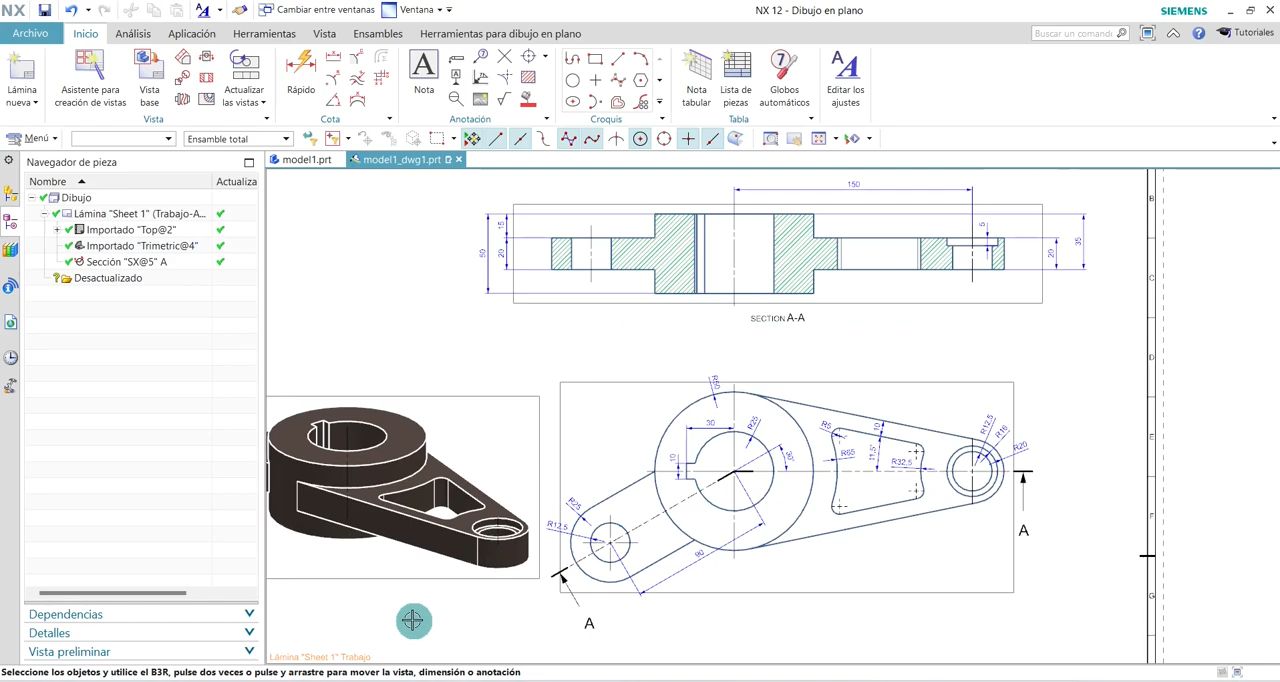 NX
Cambiar entre ventanas
Ventana
NX 12 - Dibujo en plano
SIEMENS
Archivo
Inicio
Análisis
Aplicación
Herramientas
Vista
Ensambles
Herramientas para dibujo en plano
Buscar un comando
Tutoriales
Lámina nueva
Asistente para creación de vistas
Vista base
Actualizar las vistas
Rápido
Nota
Nota tabular
Lista de piezas
Globos automáticos
Editar los ajustes
Vista
Cota
Anotación
Croquis
Tabla
Menú
Ensamble total
Navegador de pieza
model1.prt
model1_dwg1.prt
Nombre
Actualiza
Dibujo
Lámina "Sheet 1" (Trabajo-A...
Importado "Top@2"
Importado "Trimetric@4"
Sección "SX@5" A
Desactualizado
Dependencias
Detalles
Vista preliminar
150
50
15
20
5
20
35
SECTION A-A
R50
30
R25
10
30°
R5
10
R65
11,5°
R32,5
R12,5
R16
R20
R25
R12,5
90
A
A
B
C
D
E
F
G
Lámina "Sheet 1" Trabajo
Seleccione los objetos y utilice el B3R, pulse dos veces o pulse y arrastre para mover la vista, dimensión o anotación